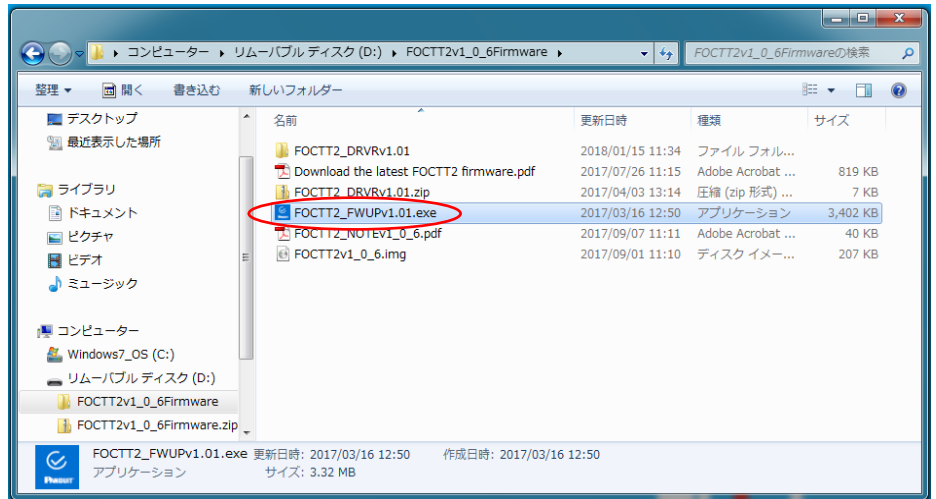 コンピューター ▸ リムーバブル ディスク (D:) ▸ FOCTT2v1_0_6Firmware ▸ FOCTT2v1_0_6Firmwareの検索
整理 ▼ 開く 書き込む 新しいフォルダー
デスクトップ
最近表示した場所
ライブラリ
ドキュメント
ピクチャ
ビデオ
ミュージック
コンピューター
Windows7_OS (C:)
リムーバブル ディスク (D:)
FOCTT2v1_0_6Firmware
FOCTT2v1_0_6Firmware.zip
名前 更新日時 種類 サイズ
FOCTT2_DRVRv1.01 2018/01/15 11:34 ファイル フォル...
Download the latest FOCTT2 firmware.pdf 2017/07/26 11:15 Adobe Acrobat ... 819 KB
FOCTT2_DRVRv1.01.zip 2017/04/03 13:14 圧縮 (zip 形式) ... 7 KB
FOCTT2_FWUPv1.01.exe 2017/03/16 12:50 アプリケーション 3,402 KB
FOCTT2_NOTEv1_0_6.pdf 2017/09/07 11:11 Adobe Acrobat ... 40 KB
FOCTT2v1_0_6.img 2017/09/01 11:10 ディスク イメー... 207 KB
FOCTT2_FWUPv1.01.exe 更新日時: 2017/03/16 12:50 作成日時: 2017/03/16 12:50
アプリケーション サイズ: 3.32 MB
PANDUIT